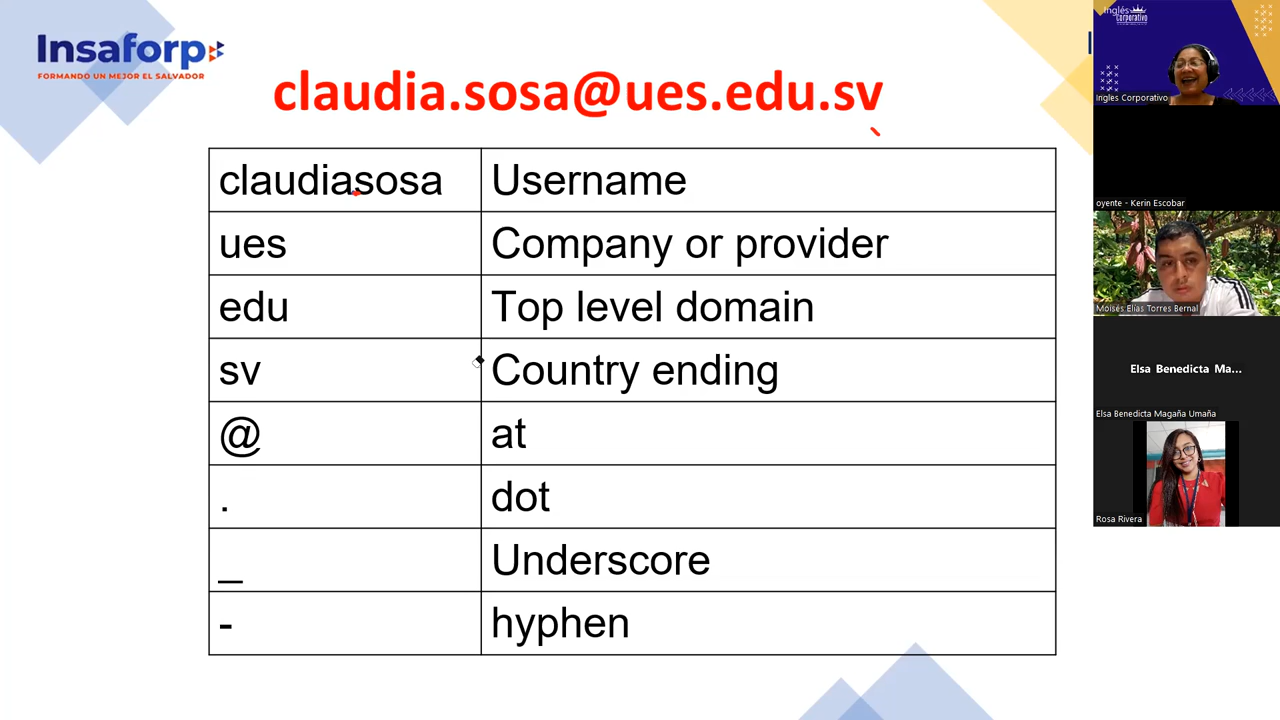 Insaforp
FORMANDO UN MEJOR EL SALVADOR
claudia.sosa@ues.edu.sv
claudiasosa Username
ues Company or provider
edu Top level domain
sv Country ending
@ at
. dot
_ Underscore
- hyphen
Inglés
Corporativo
Ingles Corporativo
oyente - Kerin Escobar
Moisés Elías Torres Bernal
Elsa Benedicta Ma...
Elsa Benedicta Magaña Umaña
Rosa Rivera